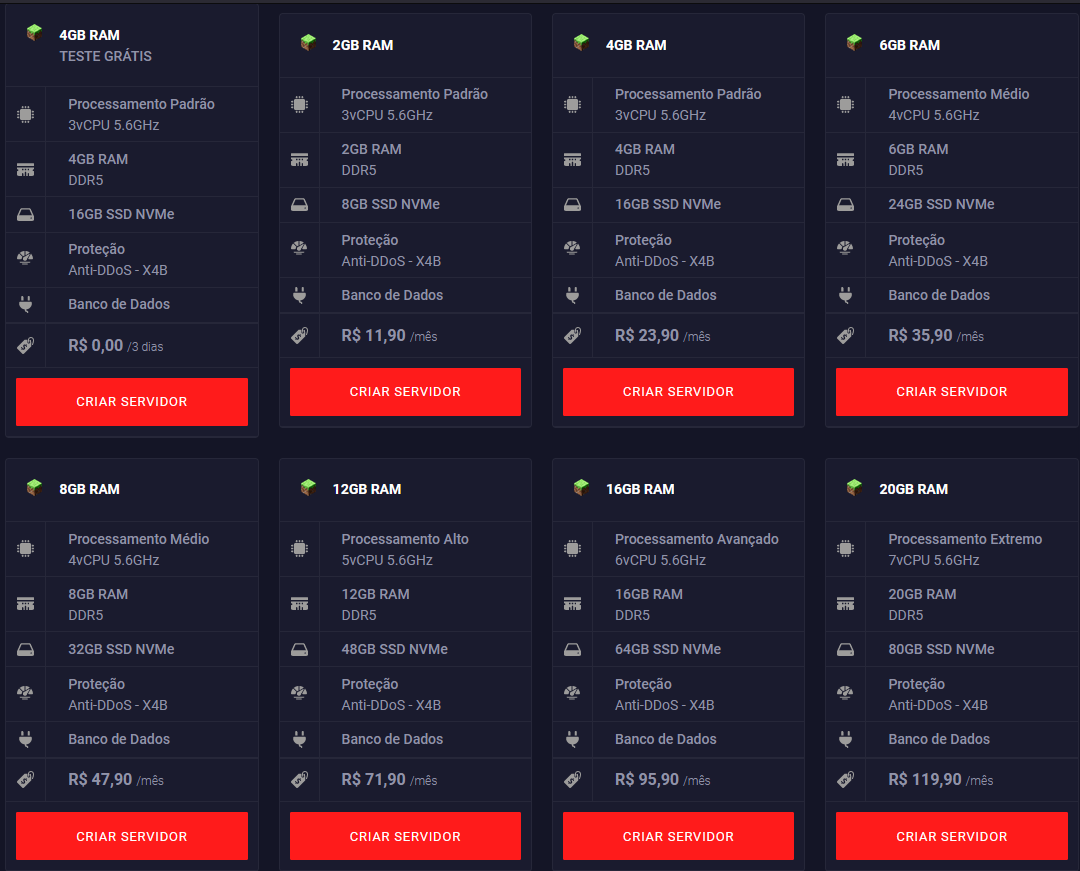 4GB RAM
TESTE GRÁTIS
Processamento Padrão
3vCPU 5.6GHz
4GB RAM
DDR5
16GB SSD NVMe
Proteção
Anti-DDoS - X4B
Banco de Dados
R$ 0,00 /3 dias
CRIAR SERVIDOR
2GB RAM
Processamento Padrão
3vCPU 5.6GHz
2GB RAM
DDR5
8GB SSD NVMe
Proteção
Anti-DDoS - X4B
Banco de Dados
R$ 11,90 /mês
CRIAR SERVIDOR
4GB RAM
Processamento Padrão
3vCPU 5.6GHz
4GB RAM
DDR5
16GB SSD NVMe
Proteção
Anti-DDoS - X4B
Banco de Dados
R$ 23,90 /mês
CRIAR SERVIDOR
6GB RAM
Processamento Médio
4vCPU 5.6GHz
6GB RAM
DDR5
24GB SSD NVMe
Proteção
Anti-DDoS - X4B
Banco de Dados
R$ 35,90 /mês
CRIAR SERVIDOR
8GB RAM
Processamento Médio
4vCPU 5.6GHz
8GB RAM
DDR5
32GB SSD NVMe
Proteção
Anti-DDoS - X4B
Banco de Dados
R$ 47,90 /mês
CRIAR SERVIDOR
12GB RAM
Processamento Alto
5vCPU 5.6GHz
12GB RAM
DDR5
48GB SSD NVMe
Proteção
Anti-DDoS - X4B
Banco de Dados
R$ 71,90 /mês
CRIAR SERVIDOR
16GB RAM
Processamento Avançado
6vCPU 5.6GHz
16GB RAM
DDR5
64GB SSD NVMe
Proteção
Anti-DDoS - X4B
Banco de Dados
R$ 95,90 /mês
CRIAR SERVIDOR
20GB RAM
Processamento Extremo
7vCPU 5.6GHz
20GB RAM
DDR5
80GB SSD NVMe
Proteção
Anti-DDoS - X4B
Banco de Dados
R$ 119,90 /mês
CRIAR SERVIDOR